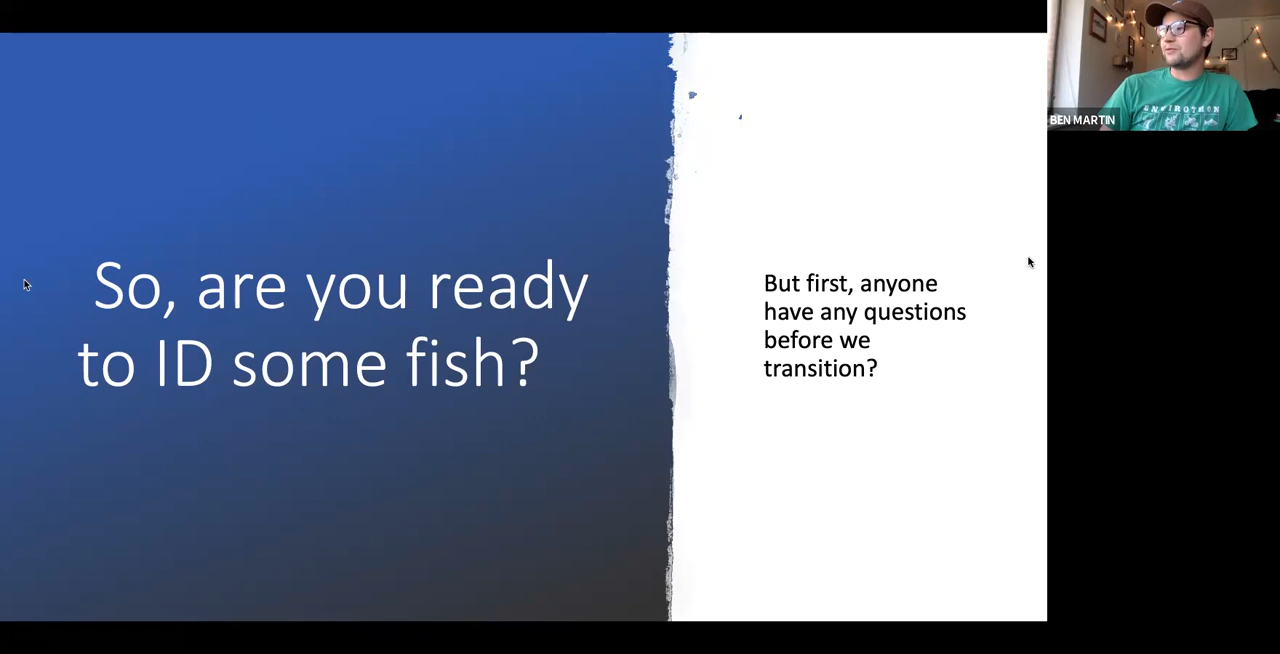 So, are you ready
to ID some fish?
But first, anyone
have any questions
before we
transition?
BEN MARTIN
ENVIROTHON